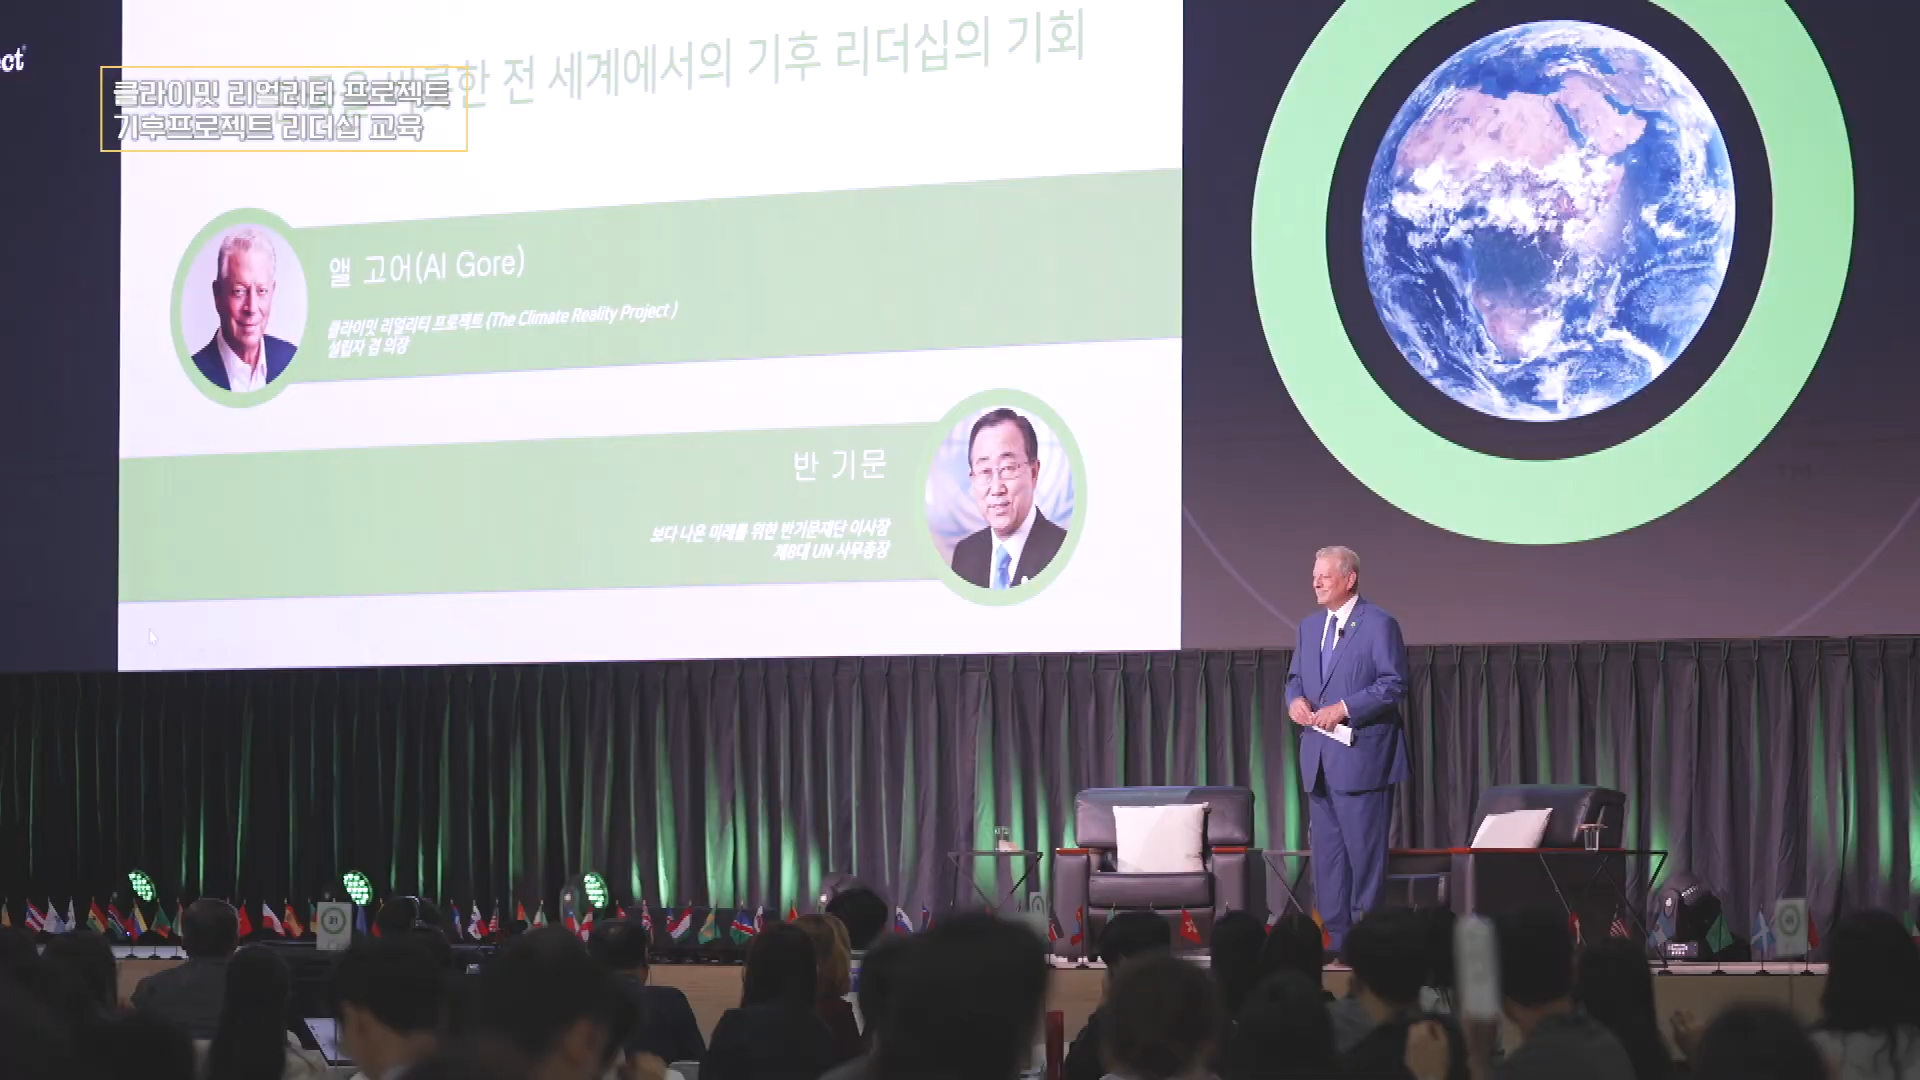 ct
한 전 세계에서의 기후 리더십의 기회
클라이밋 리얼리티 프로젝트
기후프로젝트 리더십 교육
앨 고어(Al Gore)
클라이밋 리얼리티 프로젝트 (The Climate Reality Project )
설립자 겸 의장
반 기문
보다 나은 미래를 위한 반기문재단 이사장
제8대 UN 사무총장
21